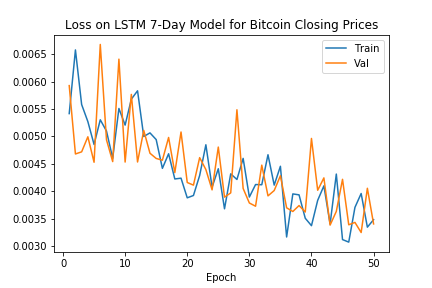 Loss on LSTM 7-Day Model for Bitcoin Closing Prices
Train
Val
0.0065
0.0060
0.0055
0.0050
0.0045
0.0040
0.0035
0.0030
0 10 20 30 40 50
Epoch